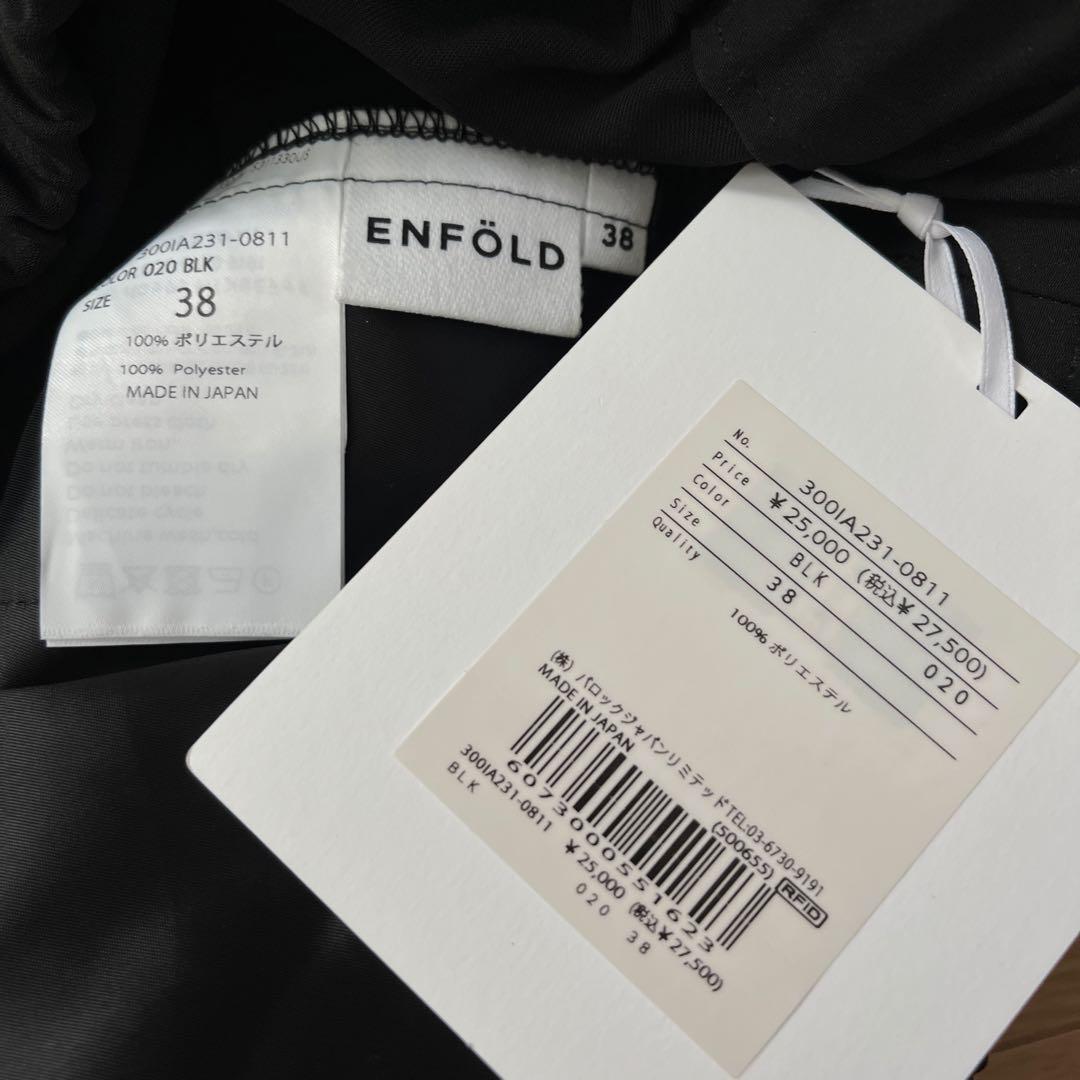 300IA231-0811
COLOR 020 BLK
SIZE 38
100% ポリエステル
100% Polyester
MADE IN JAPAN
ENFÖLD
38
No. 300IA231-0811
Price ¥25,000 (税込¥27,500)
Color BLK 020
Size 38
Quality
100% ポリエステル
(株) バロックジャパンリミテッドTEL:03-6730-9191
MADE IN JAPAN (500655)
RFID
6073000551623
300IA231-0811 ¥25,000 (税込¥27,500)
BLK 020 38